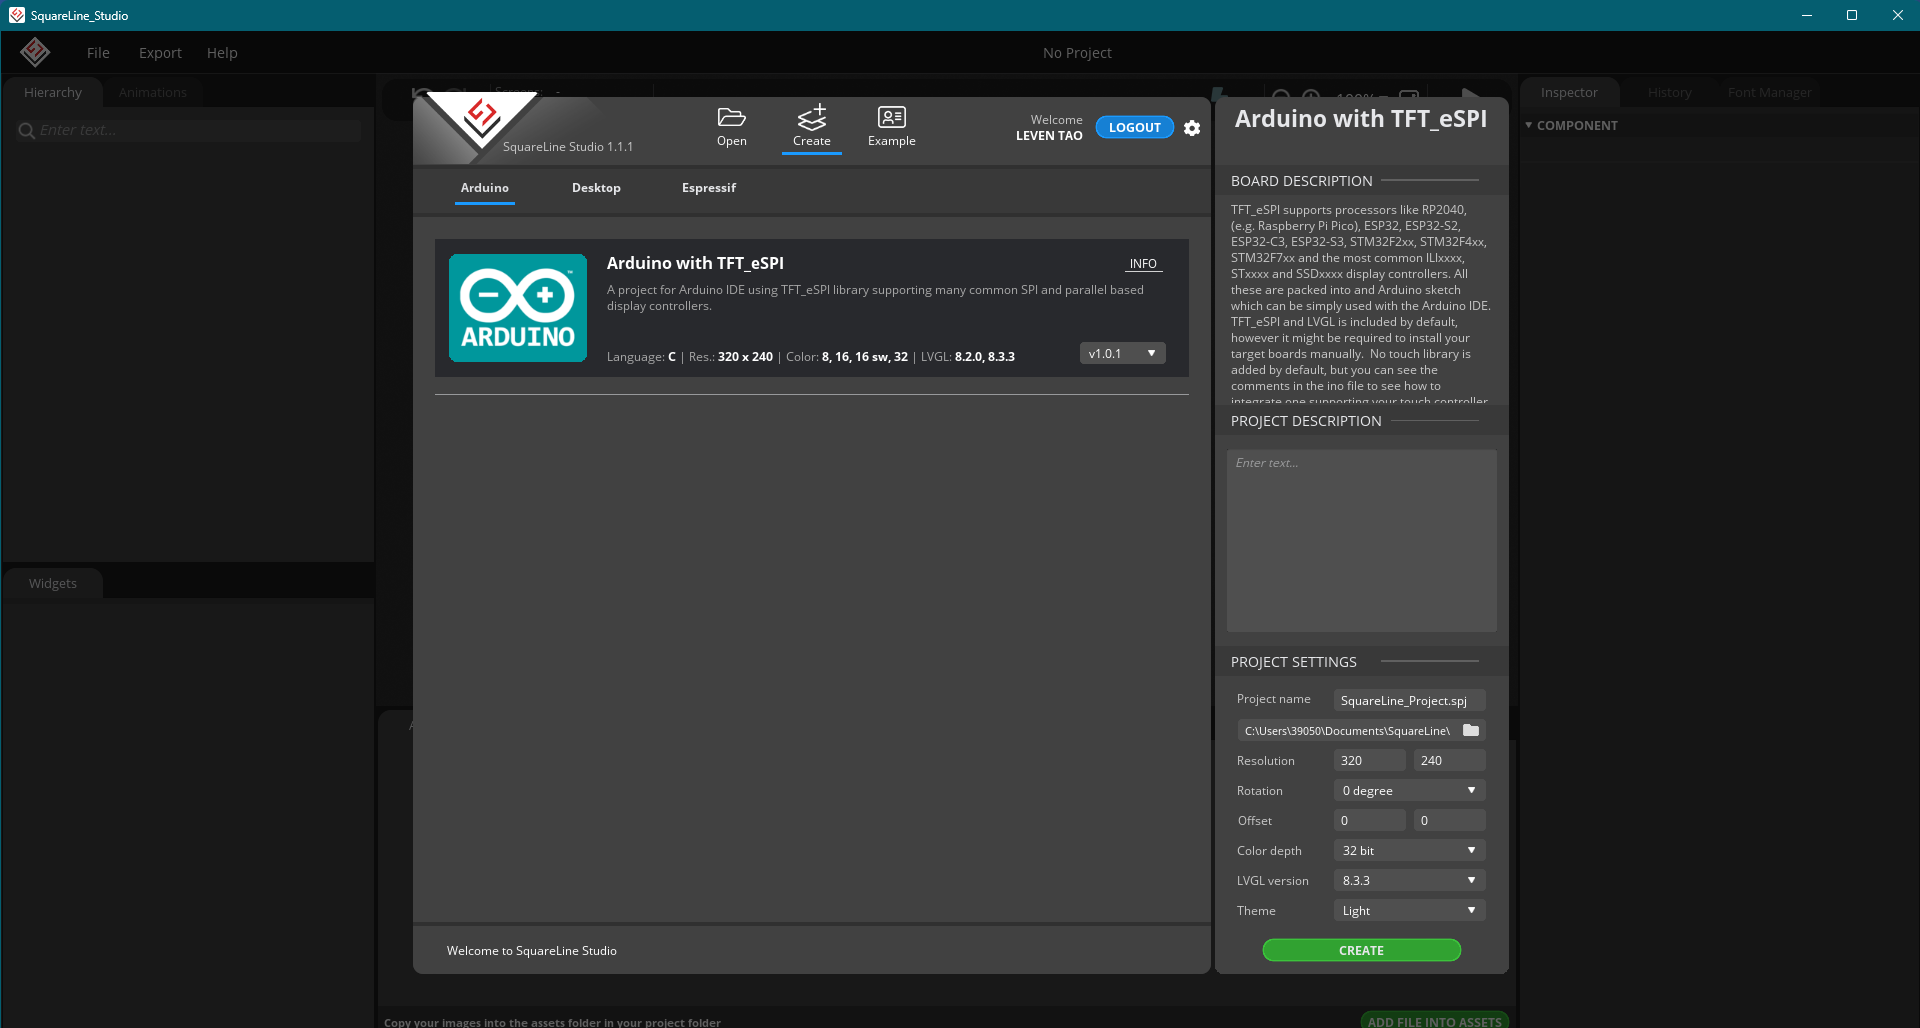 SquareLine_Studio
File Export Help No Project
Hierarchy Animations
Enter text...
Widgets
Screens: -
100%
SquareLine Studio 1.1.1
Open Create Example
Welcome
LEVEN TAO
LOGOUT
Arduino Desktop Espressif
ARDUINO
TM
Arduino with TFT_eSPI
INFO
A project for Arduino IDE using TFT_eSPI library supporting many common SPI and parallel based
display controllers.
Language: C | Res.: 320 x 240 | Color: 8, 16, 16 sw, 32 | LVGL: 8.2.0, 8.3.3
v1.0.1
Welcome to SquareLine Studio
Arduino with TFT_eSPI
BOARD DESCRIPTION
TFT_eSPI supports processors like RP2040,
(e.g. Raspberry Pi Pico), ESP32, ESP32-S2,
ESP32-C3, ESP32-S3, STM32F2xx, STM32F4xx,
STM32F7xx and the most common ILIxxxx,
STxxxx and SSDxxxx display controllers. All
these are packed into and Arduino sketch
which can be simply used with the Arduino IDE.
TFT_eSPI and LVGL is included by default,
however it might be required to install your
target boards manually. No touch library is
added by default, but you can see the
comments in the ino file to see how to
integrate one supporting your touch controller
PROJECT DESCRIPTION
Enter text...
PROJECT SETTINGS
Project name SquareLine_Project.spj
C:\Users\39050\Documents\SquareLine\
Resolution 320 240
Rotation 0 degree
Offset 0 0
Color depth 32 bit
LVGL version 8.3.3
Theme Light
CREATE
Inspector History Font Manager
COMPONENT
Copy your images into the assets folder in your project folder
ADD FILE INTO ASSETS